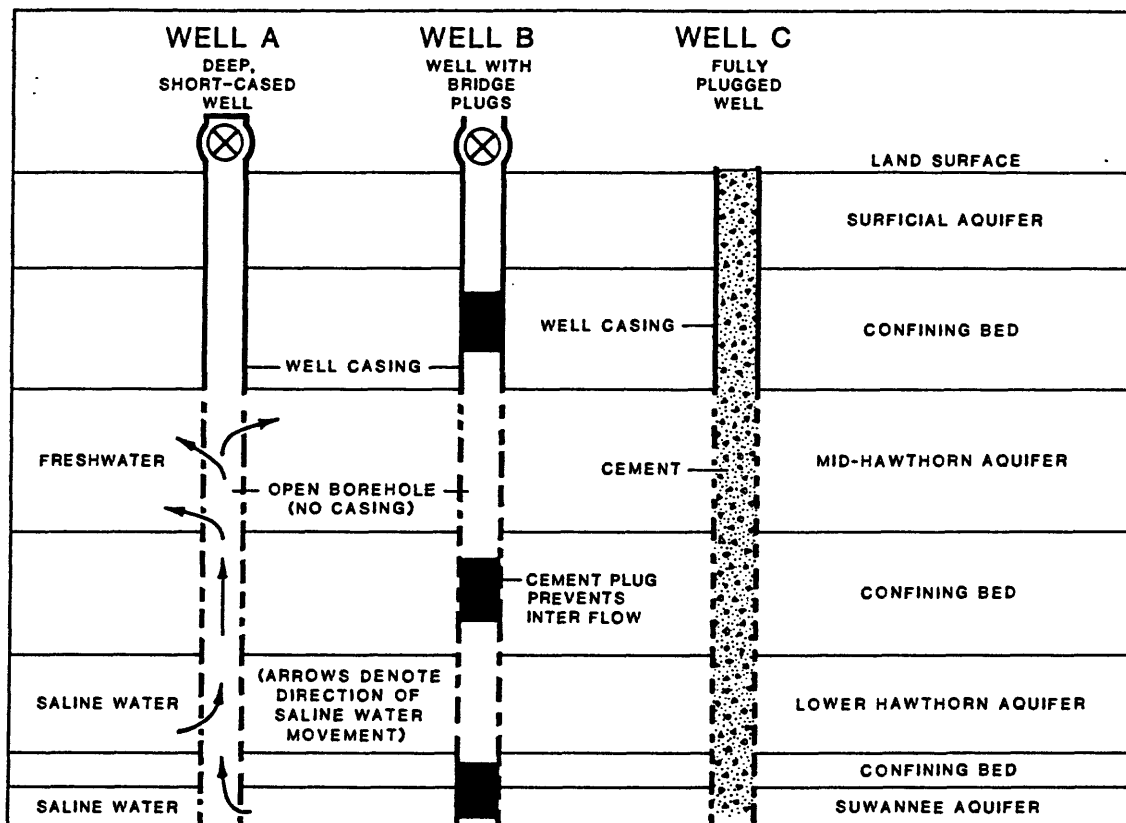 WELL A
DEEP,
SHORT-CASED
WELL
WELL B
WELL WITH
BRIDGE
PLUGS
WELL C
FULLY
PLUGGED
WELL
LAND SURFACE
SURFICIAL AQUIFER
WELL CASING
CONFINING BED
WELL CASING
FRESHWATER
CEMENT
MID-HAWTHORN AQUIFER
OPEN BOREHOLE
(NO CASING)
CEMENT PLUG
PREVENTS
INTER FLOW
CONFINING BED
SALINE WATER
(ARROWS DENOTE
DIRECTION OF
SALINE WATER
MOVEMENT)
LOWER HAWTHORN AQUIFER
CONFINING BED
SALINE WATER
SUWANNEE AQUIFER